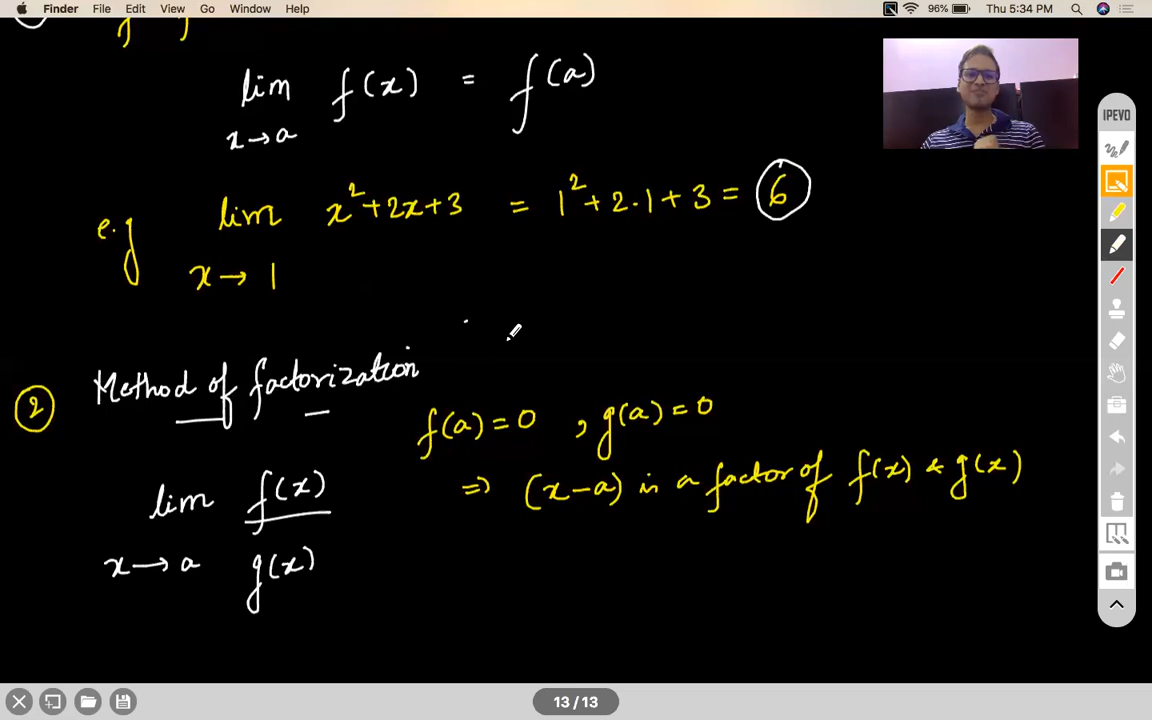 Finder File Edit View Go Window Help 96% Thu 5:34 PM
lim f(x) = f(a)
x→a
IPEVO
e.g lim x²+2x+3 = 1²+2·1+3 = 6
x→1
2 Method of factorization
f(a)=0 , g(a)=0
⇒ (x-a) is a factor of f(x) & g(x)
lim f(x)
x→a g(x)
13/13